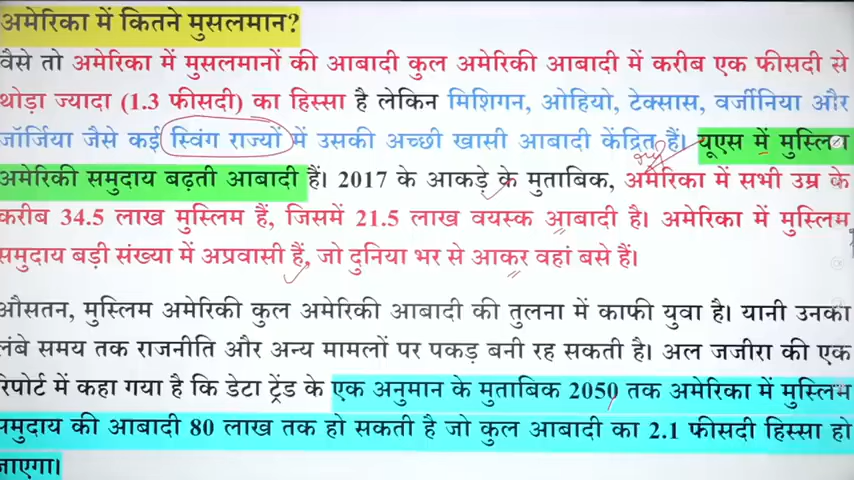 अमेरिका में कितने मुसलमान?
वैसे तो अमेरिका में मुसलमानों की आबादी कुल अमेरिकी आबादी में करीब एक फीसदी से
थोड़ा ज्यादा (1.3 फीसदी) का हिस्सा है लेकिन मिशिगन, ओहियो, टेक्सास, वर्जीनिया और
जॉर्जिया जैसे कई स्विंग राज्यों में उसकी अच्छी खासी आबादी केंद्रित है। यूएस में मुस्लिम
अमेरिकी समुदाय बढ़ती आबादी हैं। 2017 के आकड़े के मुताबिक, अमेरिका में सभी उम्र के
करीब 34.5 लाख मुस्लिम हैं, जिसमें 21.5 लाख वयस्क आबादी है। अमेरिका में मुस्लिम
समुदाय बड़ी संख्या में अप्रवासी हैं, जो दुनिया भर से आकर वहां बसे हैं।
औसतन, मुस्लिम अमेरिकी कुल अमेरिकी आबादी की तुलना में काफी युवा है। यानी उनका
लंबे समय तक राजनीति और अन्य मामलों पर पकड़ बनी रह सकती है। अल जजीरा की एक
रिपोर्ट में कहा गया है कि डेटा ट्रेंड के एक अनुमान के मुताबिक 2050 तक अमेरिका में मुस्लिम
समुदाय की आबादी 80 लाख तक हो सकती है जो कुल आबादी का 2.1 फीसदी हिस्सा हो
जाएगा।